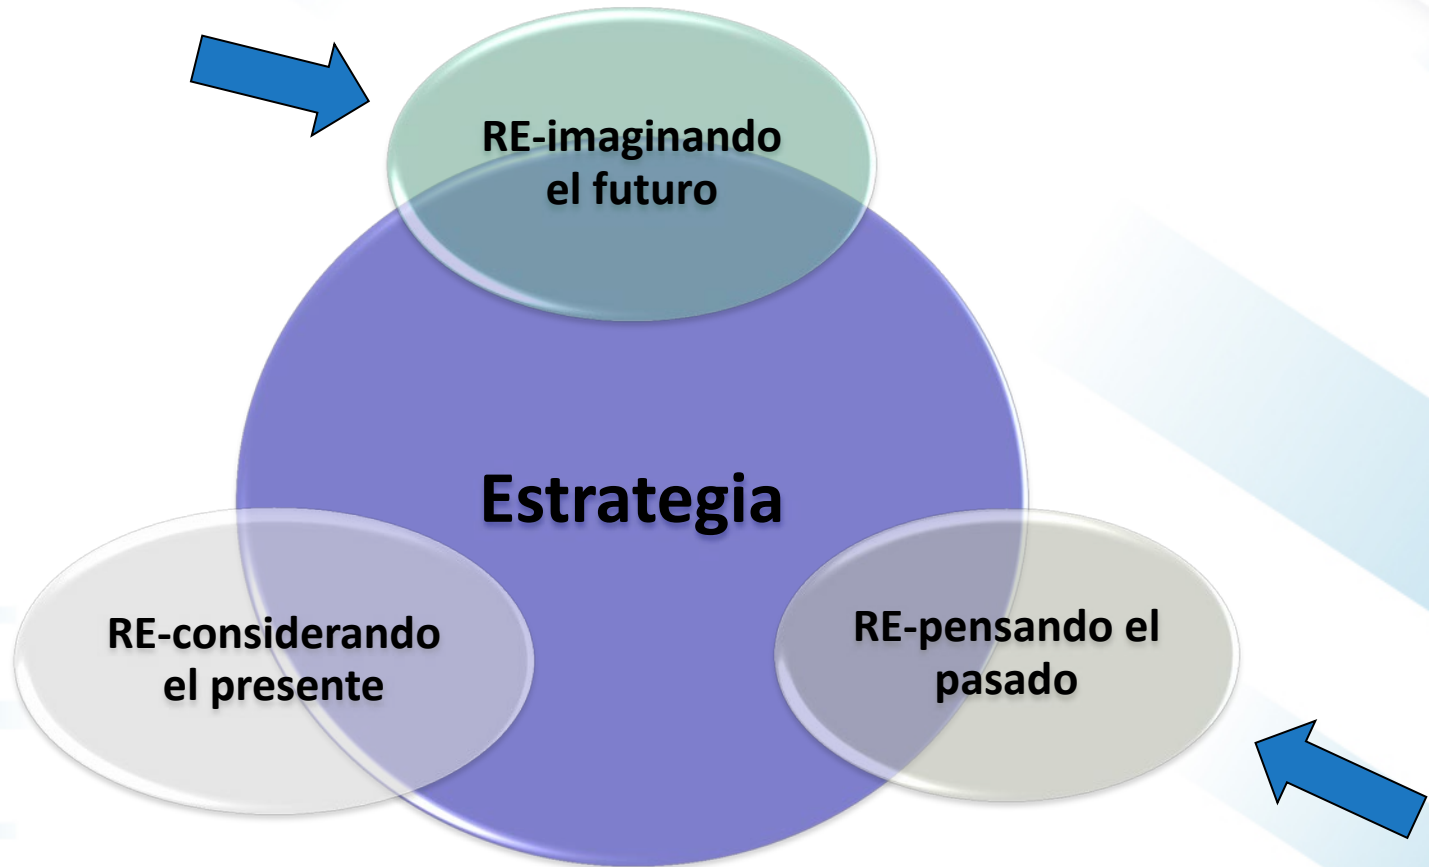 RE-imaginando
el futuro
Estrategia
RE-considerando
el presente
RE-pensando el
pasado